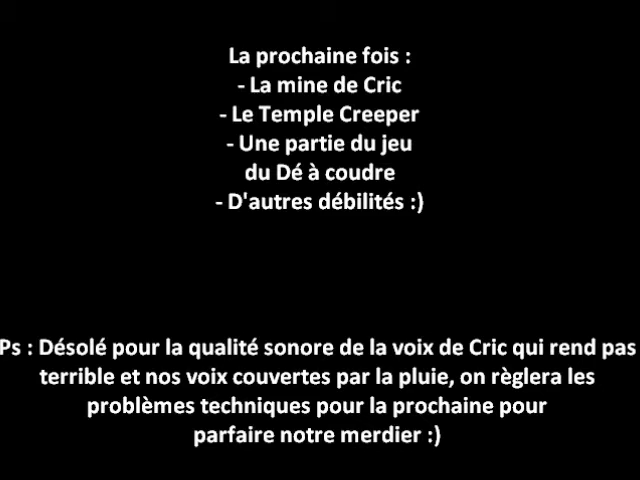 La prochaine fois :
- La mine de Cric
- Le Temple Creeper
- Une partie du jeu
du Dé à coudre
- D'autres débilités :)
Ps : Désolé pour la qualité sonore de la voix de Cric qui rend pas
terrible et nos voix couvertes par la pluie, on règlera les
problèmes techniques pour la prochaine pour
parfaire notre merdier :)